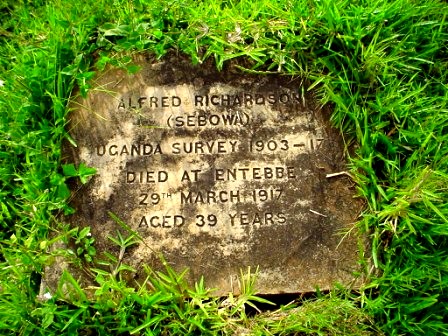 ALFRED RICHARDSON
(SEBOWA)
UGANDA SURVEY 1903-17
DIED AT ENTEBBE
29TH MARCH 1917
AGED 39 YEARS